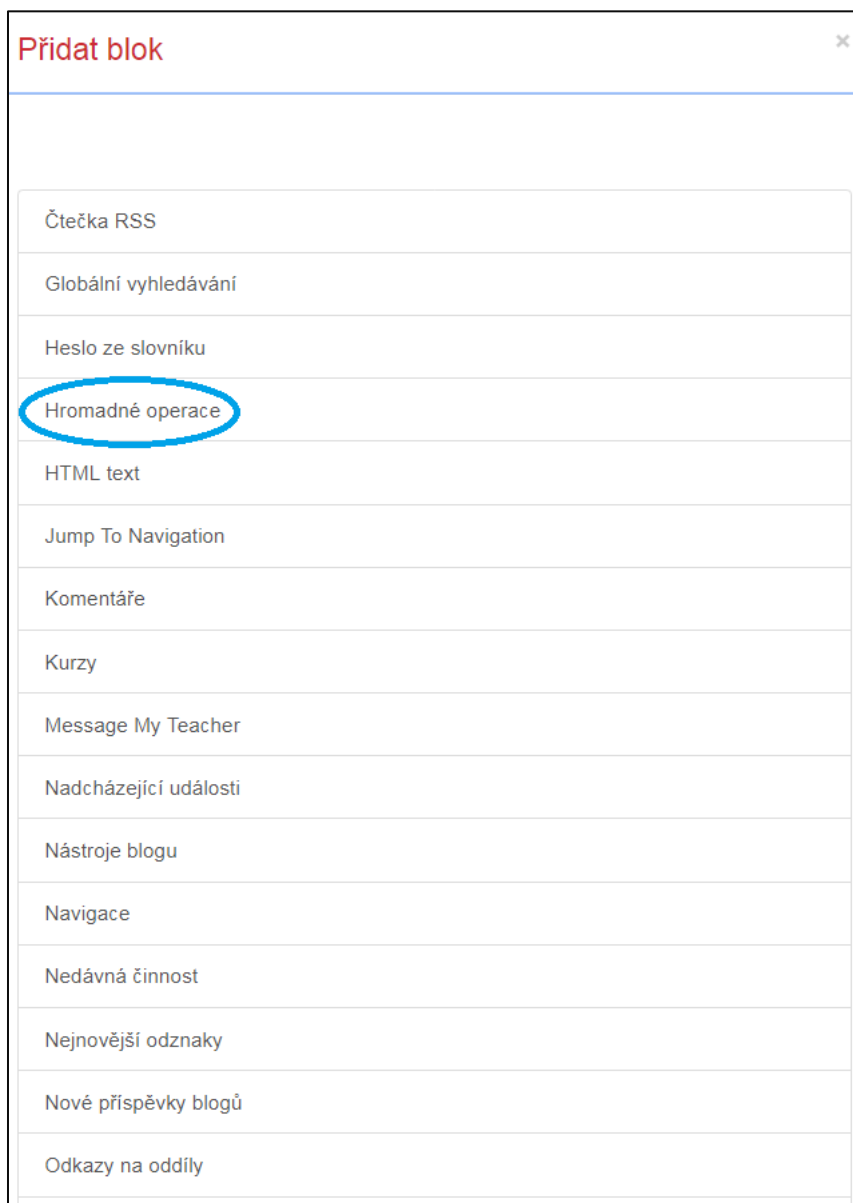 Přidat blok
×
Čtečka RSS
Globální vyhledávání
Heslo ze slovníku
Hromadné operace
HTML text
Jump To Navigation
Komentáře
Kurzy
Message My Teacher
Nadcházející události
Nástroje blogu
Navigace
Nedávná činnost
Nejnovější odznaky
Nové příspěvky blogů
Odkazy na oddíly